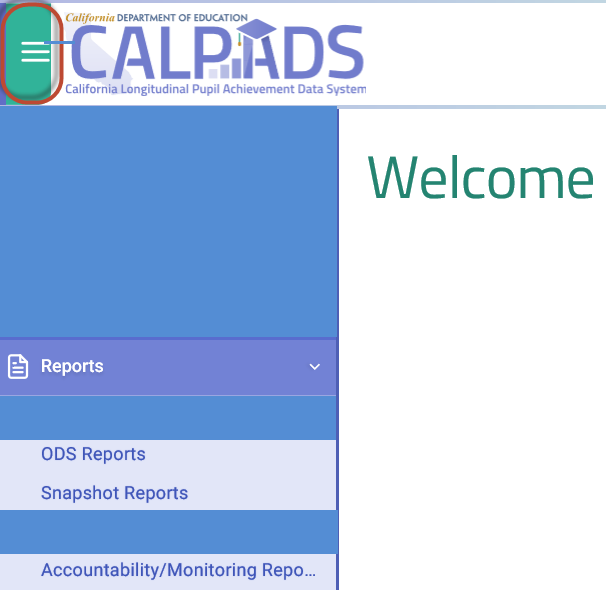 California DEPARTMENT OF EDUCATION
CALPADS
California Longitudinal Pupil Achievement Data System
Welcome
Reports
ODS Reports
Snapshot Reports
Accountability/Monitoring Repo...